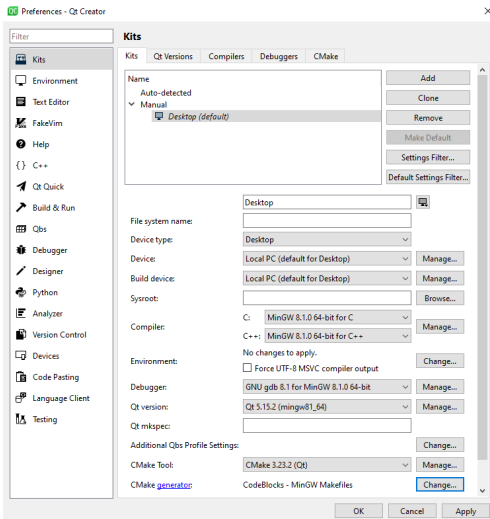 Preferences - Qt Creator
Filter
Kits
Environment
Text Editor
FakeVim
Help
{} C++
Qt Quick
Build & Run
Qbs
Debugger
Designer
Python
Analyzer
Version Control
Devices
Code Pasting
Language Client
Testing
Kits
Kits Qt Versions Compilers Debuggers CMake
Name
Auto-detected
Manual
Desktop (default)
Add
Clone
Remove
Make Default
Settings Filter...
Default Settings Filter...
Desktop
File system name:
Device type: Desktop
Device: Local PC (default for Desktop) Manage...
Build device: Local PC (default for Desktop) Manage...
Sysroot: Browse...
Compiler: C: MinGW 8.1.0 64-bit for C Manage...
C++: MinGW 8.1.0 64-bit for C++
Environment: No changes to apply. Change...
Force UTF-8 MSVC compiler output
Debugger: GNU gdb 8.1 for MinGW 8.1.0 64-bit Manage...
Qt version: Qt 5.15.2 (mingw81_64) Manage...
Qt mkspec:
Additional Qbs Profile Settings: Change...
CMake Tool: CMake 3.23.2 (Qt) Manage...
CMake generator: CodeBlocks - MinGW Makefiles Change...
OK Cancel Apply